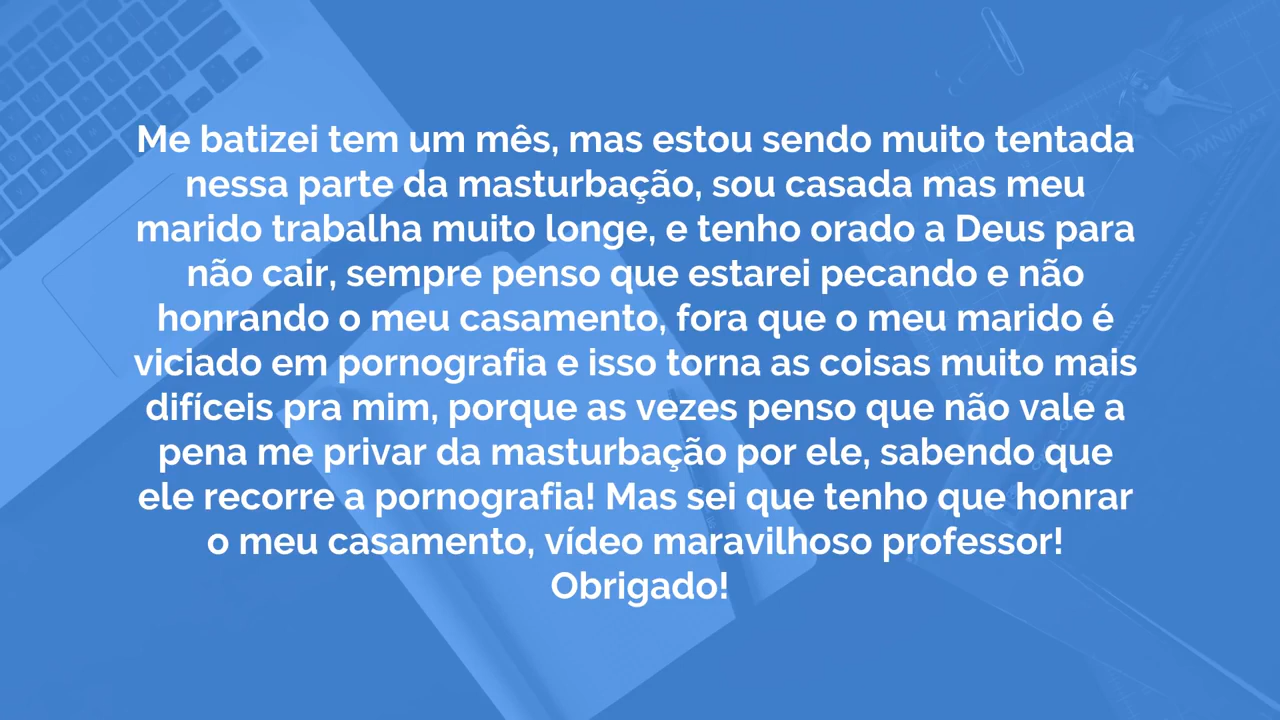 Me batizei tem um mês, mas estou sendo muito tentada
nessa parte da masturbação, sou casada mas meu
marido trabalha muito longe, e tenho orado a Deus para
não cair, sempre penso que estarei pecando e não
honrando o meu casamento, fora que o meu marido é
viciado em pornografia e isso torna as coisas muito mais
difíceis pra mim, porque as vezes penso que não vale a
pena me privar da masturbação por ele, sabendo que
ele recorre a pornografia! Mas sei que tenho que honrar
o meu casamento, vídeo maravilhoso professor!
Obrigado!